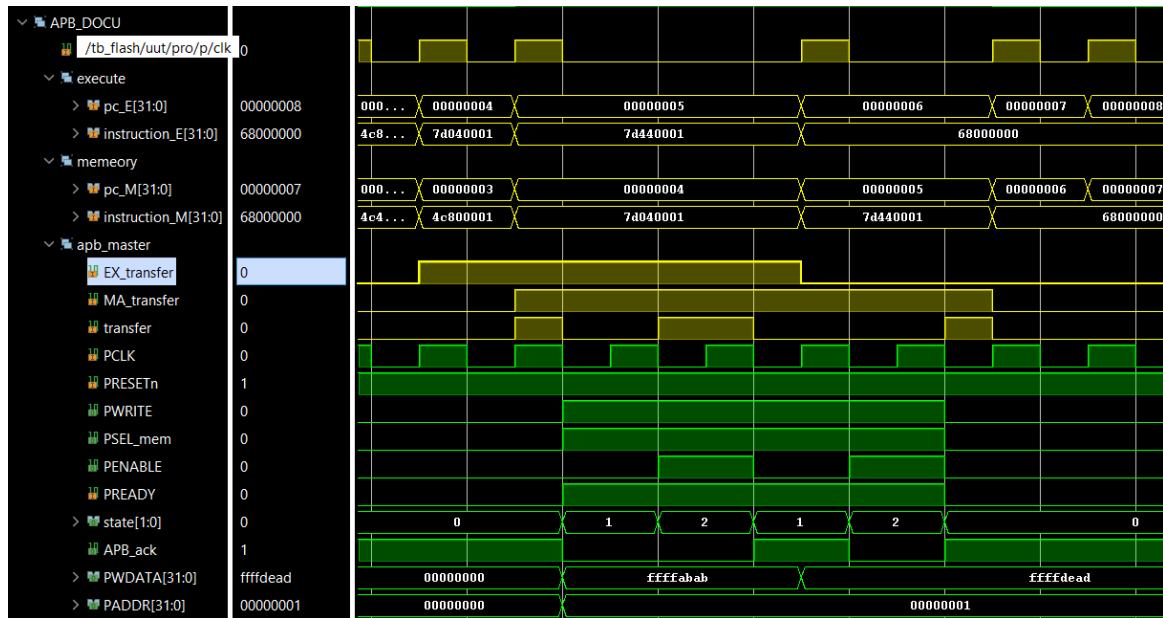 APB_DOCU
/tb_flash/uut/pro/p/clk 0
execute
pc_E[31:0] 00000008 000... 00000004 00000005 00000006 00000007 00000008
instruction_E[31:0] 68000000 4c8... 7d040001 7d440001 68000000
memeory
pc_M[31:0] 00000007 000... 00000003 00000004 00000005 00000006 00000007
instruction_M[31:0] 68000000 4c4... 4c800001 7d040001 7d440001 68000000
apb_master
EX_transfer 0
MA_transfer 0
transfer 0
PCLK 0
PRESETn 1
PWRITE 0
PSEL_mem 0
PENABLE 0
PREADY 0
state[1:0] 0 0 1 2 1 2 0
APB_ack 1
PWDATA[31:0] ffffdead 00000000 ffffabab ffffdead
PADDR[31:0] 00000001 00000000 00000001